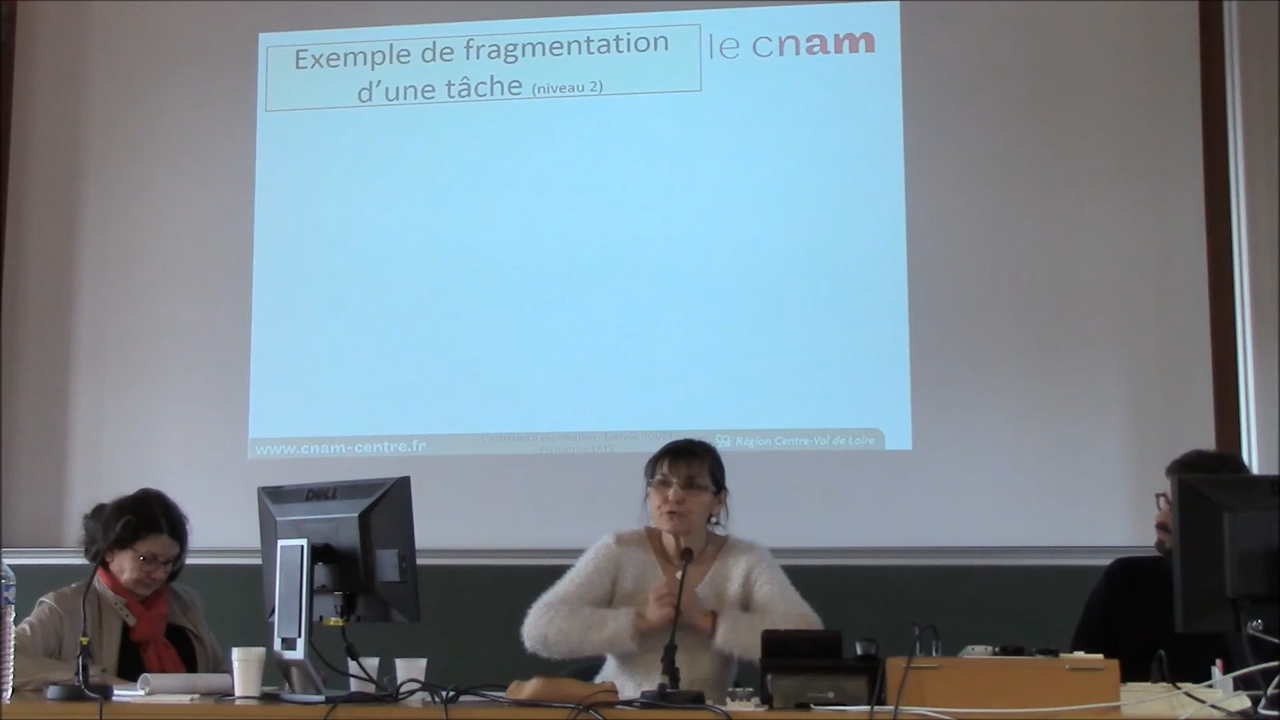 Exemple de fragmentation
d'une tâche (niveau 2)
le cnam
www.cnam-centre.fr
Région Centre-Val de Loire
DELL